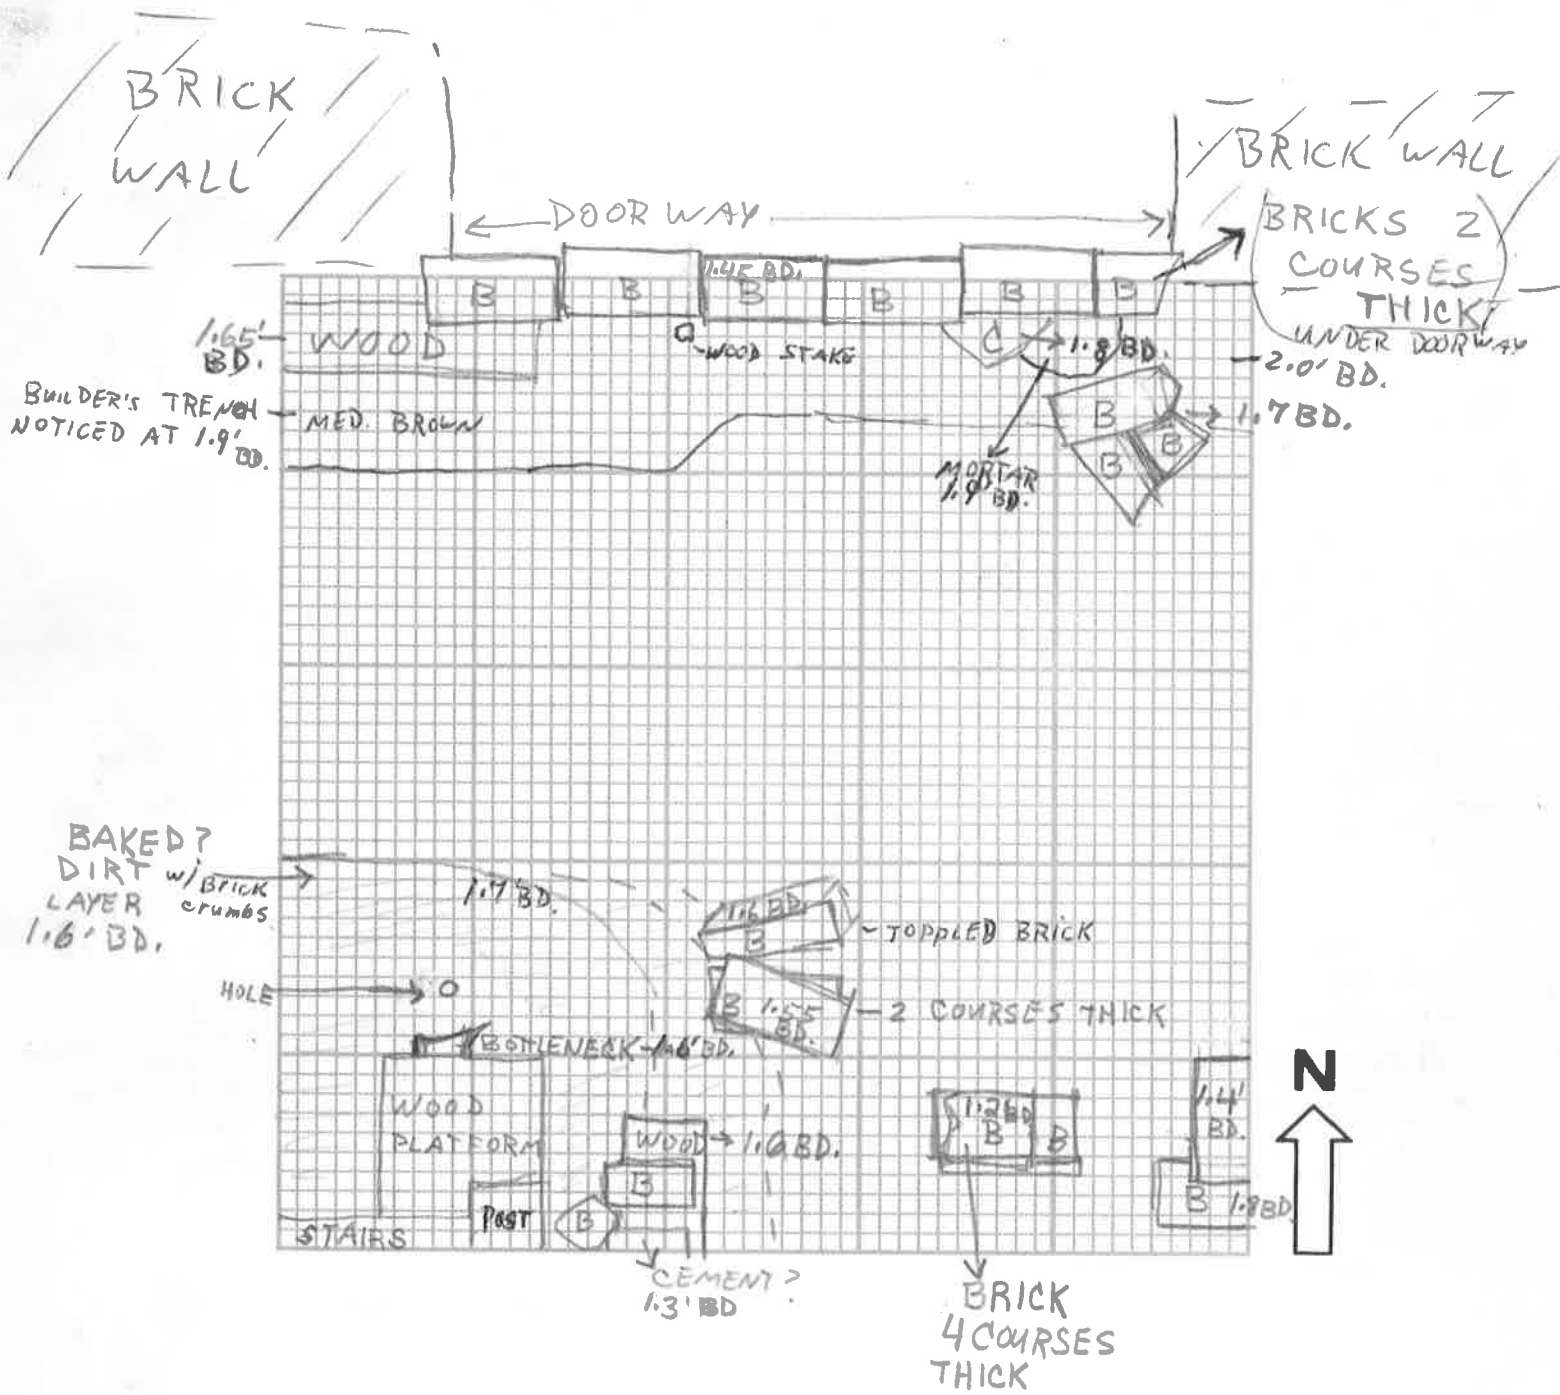 BRICK
WALL
BRICK WALL
DOORWAY
BRICKS 2
COURSES
THICK
UNDER DOORWAY
1.45 BD.
B
B
B
B
B
B
1.65'
BD.
WOOD
WOOD STAKE
C
1.8 BD.
2.0' BD.
BUILDER'S TRENCH
NOTICED AT 1.9'
BD.
MED. BROWN
B
1.7 BD.
B
B
MORTAR
1.9 BD.
BAKED?
DIRT w/ BRICK
LAYER crumbs
1.6' BD.
1.7' BD.
1.6 BD.
B
TOPPLED BRICK
HOLE
B 1.55
BD.
2 COURSES THICK
BOTTLENECK 1.6' BD.
N
WOOD
PLATFORM
WOOD 1.6 BD.
1.2 BD
B
B
1.4'
BD.
B
POST
B
B 1.8 BD
STAIRS
CEMENT?
1.3' BD
BRICK
4 COURSES
THICK